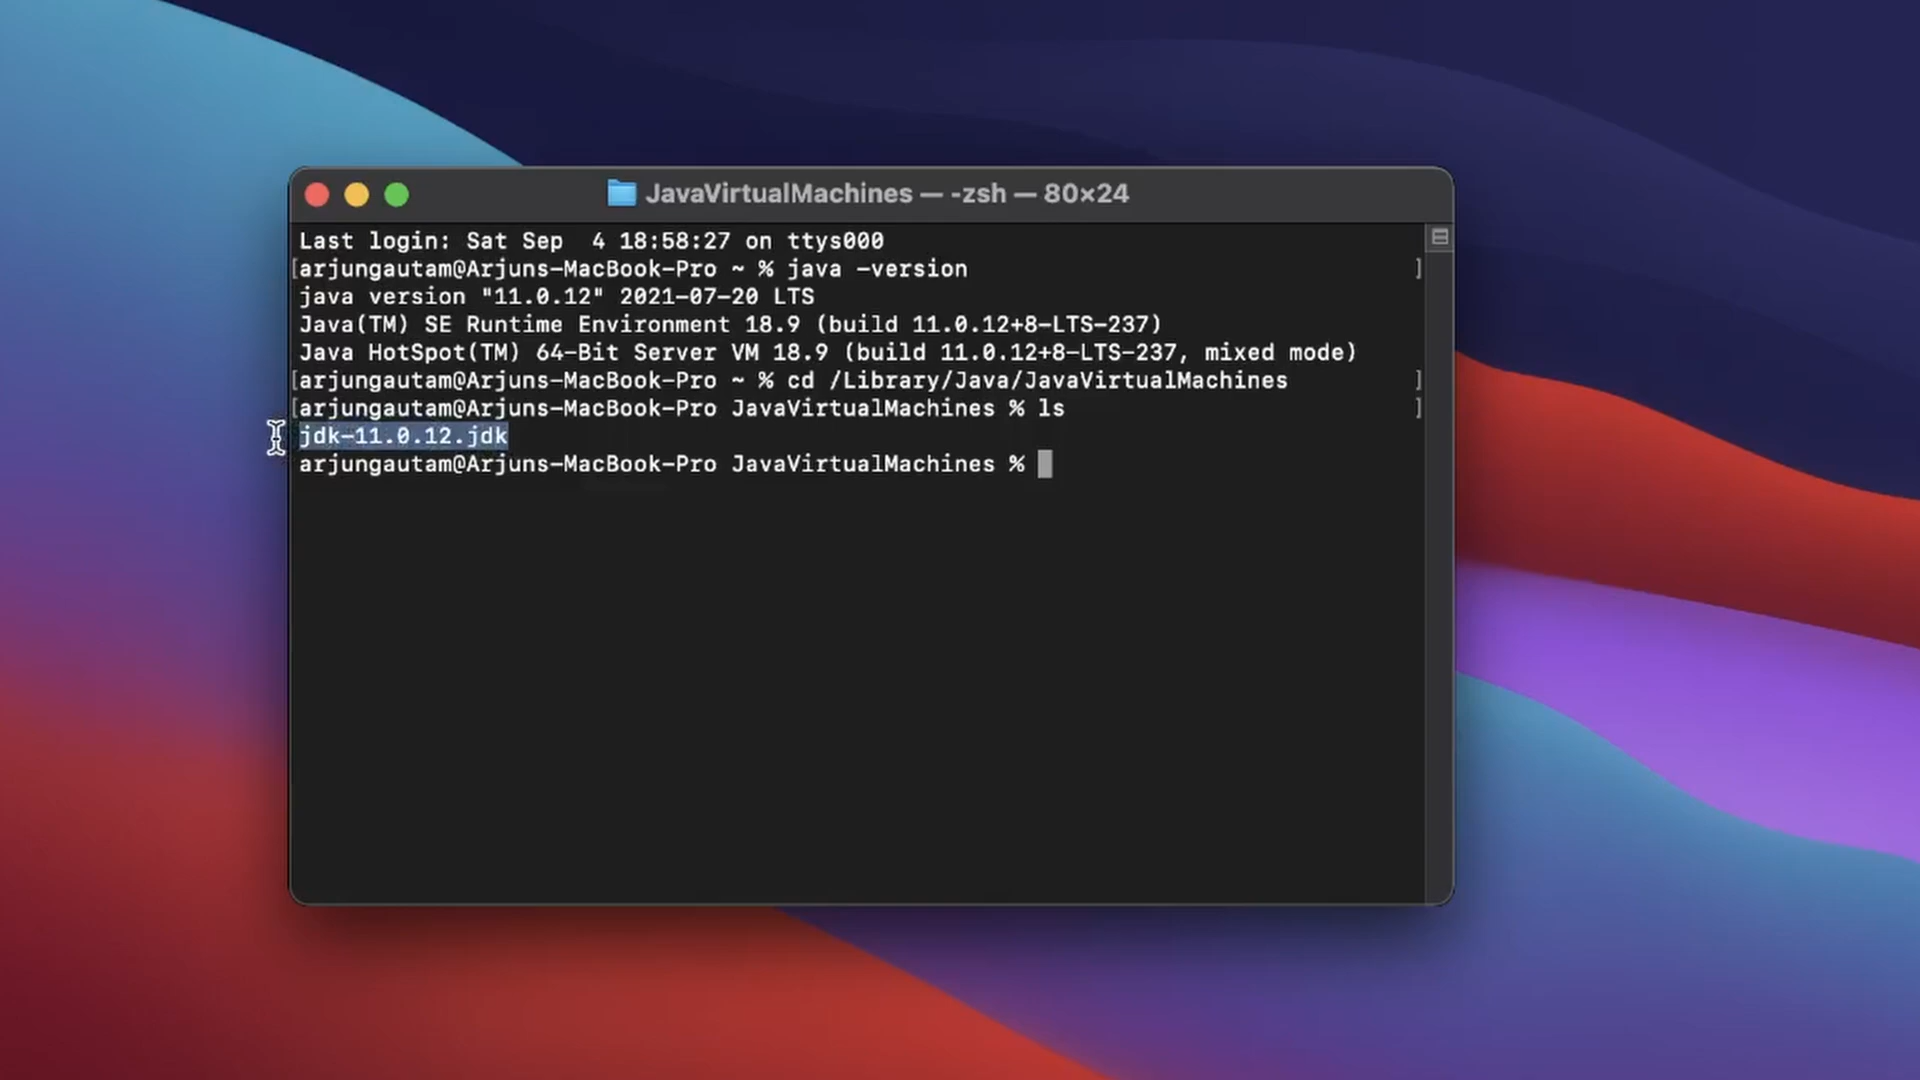 JavaVirtualMachines — -zsh — 80×24
Last login: Sat Sep  4 18:58:27 on ttys000
[arjungautam@Arjuns-MacBook-Pro ~ % java -version ]
java version "11.0.12" 2021-07-20 LTS
Java(TM) SE Runtime Environment 18.9 (build 11.0.12+8-LTS-237)
Java HotSpot(TM) 64-Bit Server VM 18.9 (build 11.0.12+8-LTS-237, mixed mode)
[arjungautam@Arjuns-MacBook-Pro ~ % cd /Library/Java/JavaVirtualMachines ]
[arjungautam@Arjuns-MacBook-Pro JavaVirtualMachines % ls ]
jdk-11.0.12.jdk
arjungautam@Arjuns-MacBook-Pro JavaVirtualMachines %